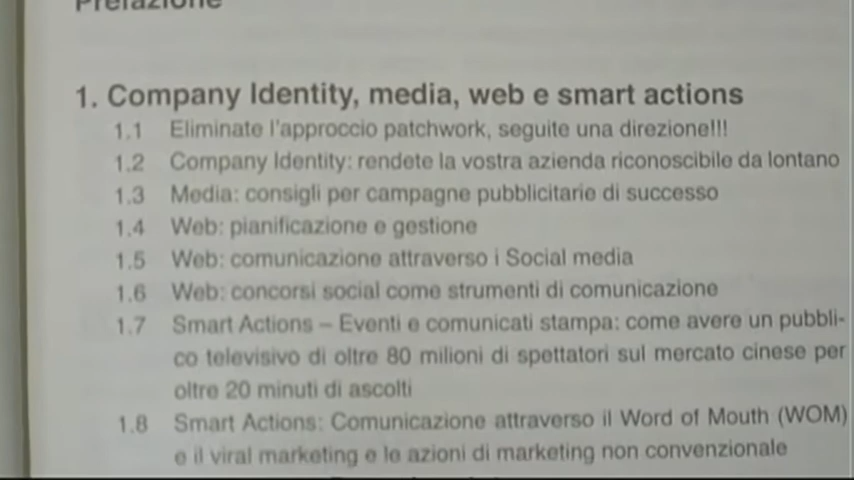 Prefazione
1. Company Identity, media, web e smart actions
1.1 Eliminate l'approccio patchwork, seguite una direzione!!!
1.2 Company Identity: rendete la vostra azienda riconoscibile da lontano
1.3 Media: consigli per campagne pubblicitarie di successo
1.4 Web: pianificazione e gestione
1.5 Web: comunicazione attraverso i Social media
1.6 Web: concorsi social come strumenti di comunicazione
1.7 Smart Actions – Eventi e comunicati stampa: come avere un pubbli-
co televisivo di oltre 80 milioni di spettatori sul mercato cinese per
oltre 20 minuti di ascolti
1.8 Smart Actions: Comunicazione attraverso il Word of Mouth (WOM)
e il viral marketing e le azioni di marketing non convenzionale